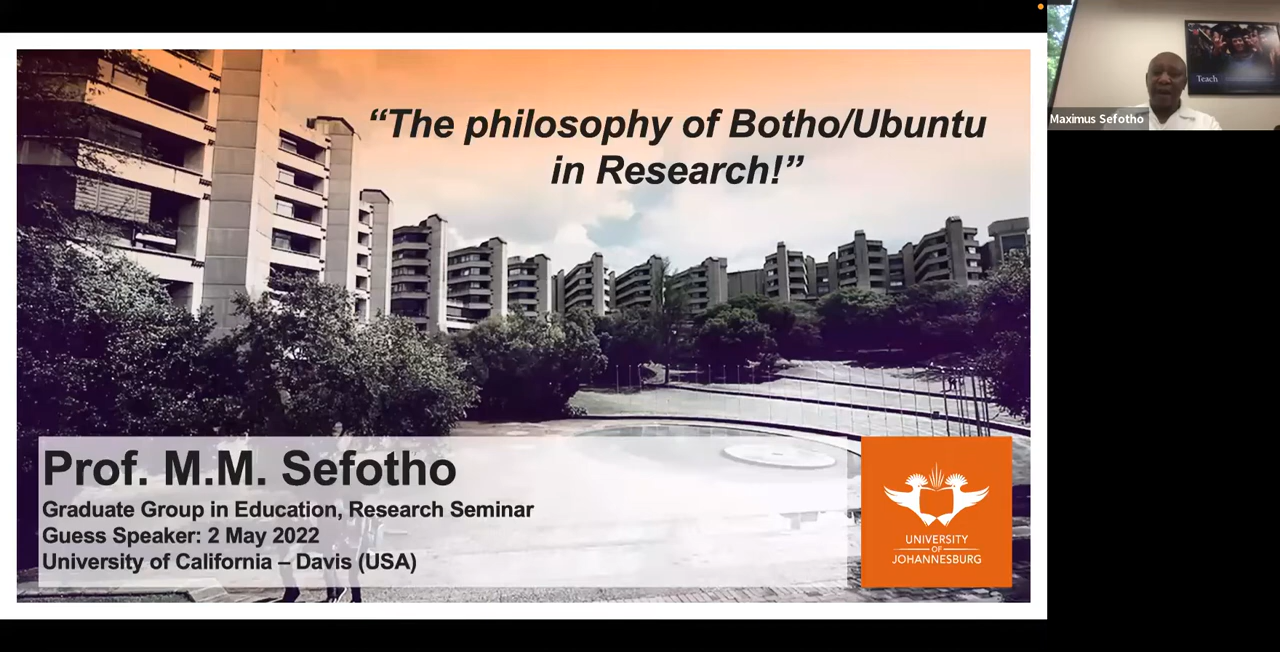 “The philosophy of Botho/Ubuntu
in Research!”
Prof. M.M. Sefotho
Graduate Group in Education, Research Seminar
Guess Speaker: 2 May 2022
University of California – Davis (USA)
UNIVERSITY
OF
JOHANNESBURG
Teach
Maximus Sefotho